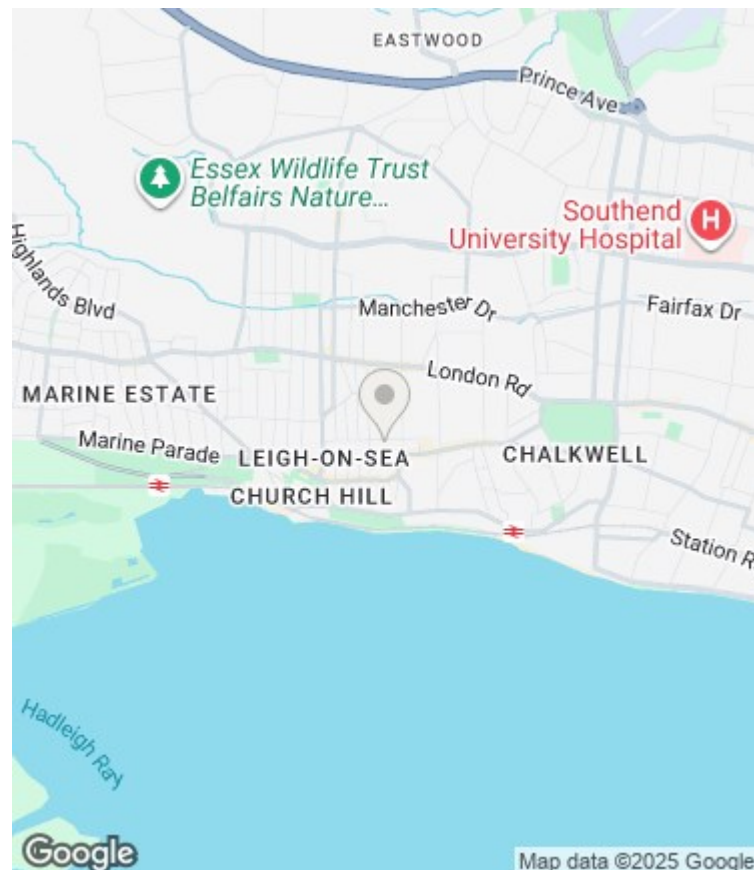 EASTWOOD
Prince Ave
Essex Wildlife Trust
Belfairs Nature...
Southend
University Hospital
H
Highlands Blvd
Manchester Dr
Fairfax Dr
London Rd
MARINE ESTATE
Marine Parade
LEIGH-ON-SEA
CHALKWELL
CHURCH HILL
Station R
Hadleigh Ray
Google
Map data ©2025 Google